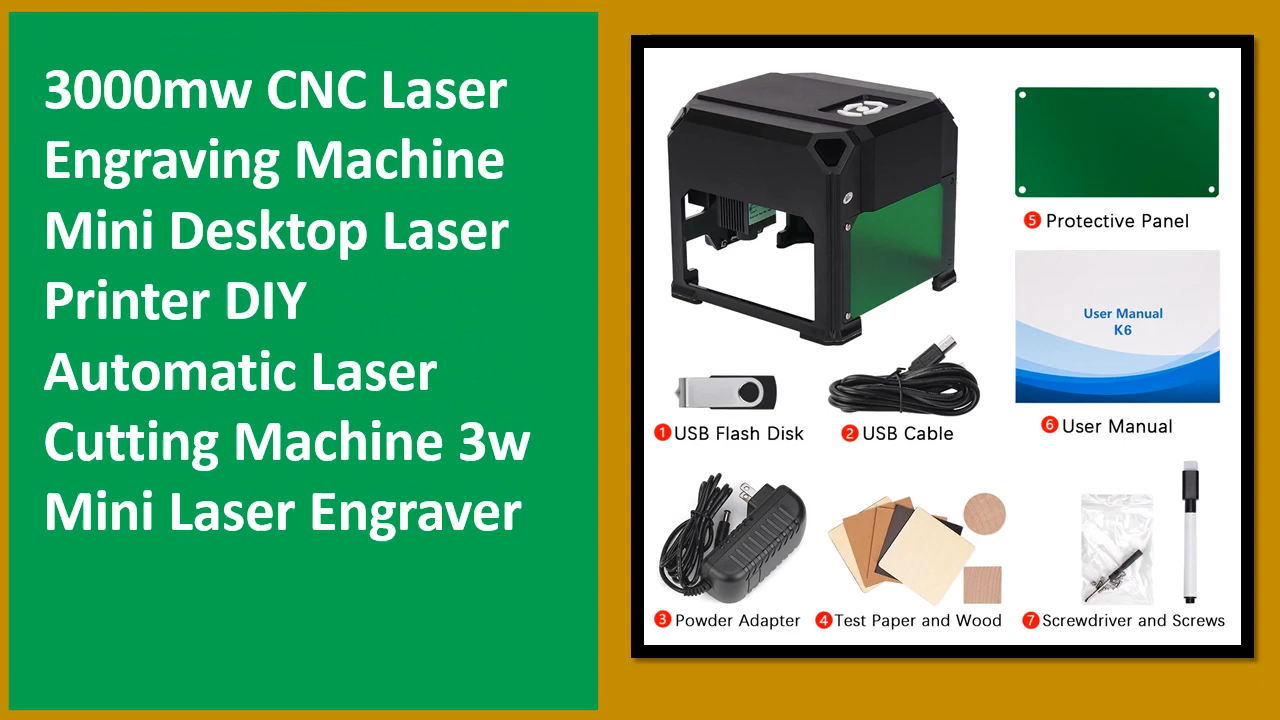 3000mw CNC Laser
Engraving Machine
Mini Desktop Laser
Printer DIY
Automatic Laser
Cutting Machine 3w
Mini Laser Engraver
5 Protective Panel
User Manual
K6
1 USB Flash Disk
2 USB Cable
6 User Manual
3 Powder Adapter
4 Test Paper and Wood
7 Screwdriver and Screws